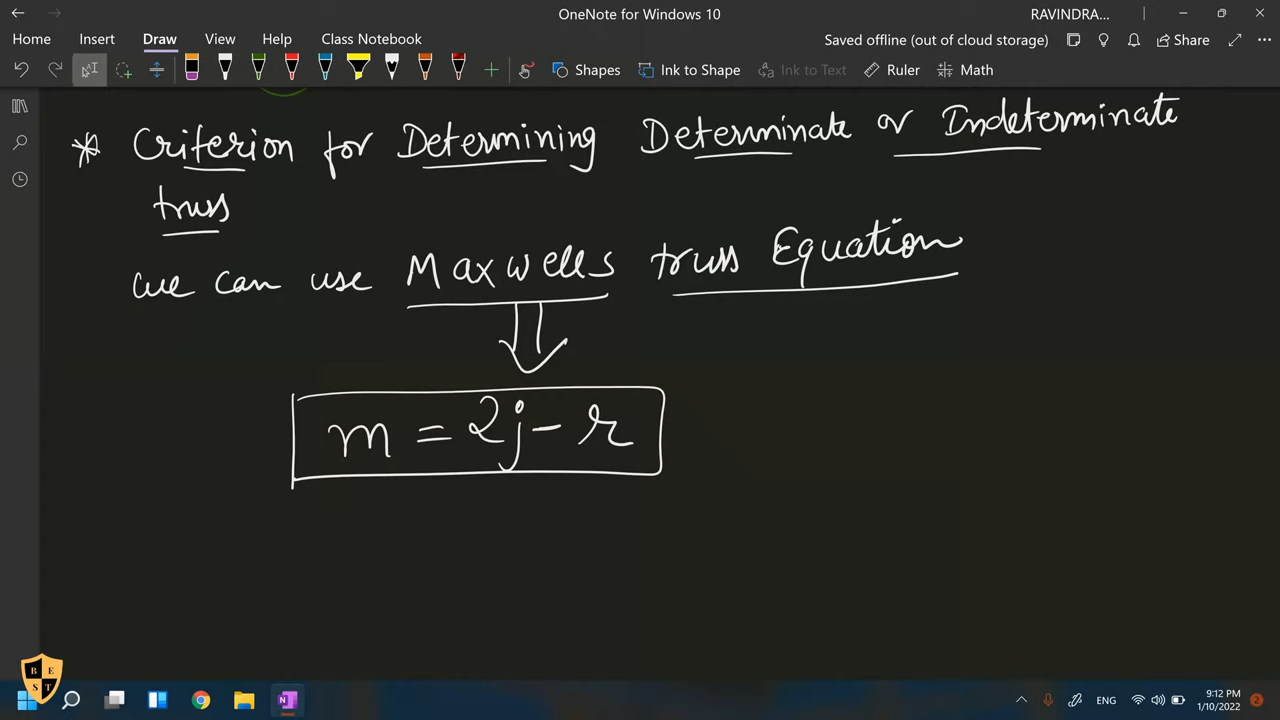 OneNote for Windows 10
RAVINDRA...
Home Insert Draw View Help Class Notebook
Saved offline (out of cloud storage) Share
Shapes Ink to Shape Ink to Text Ruler Math
* Criterion for Determining Determinate or Indeterminate
truss
we can use Maxwells truss Equation
m = 2j - r
B E
S T
N
ENG
9:12 PM
1/10/2022
2